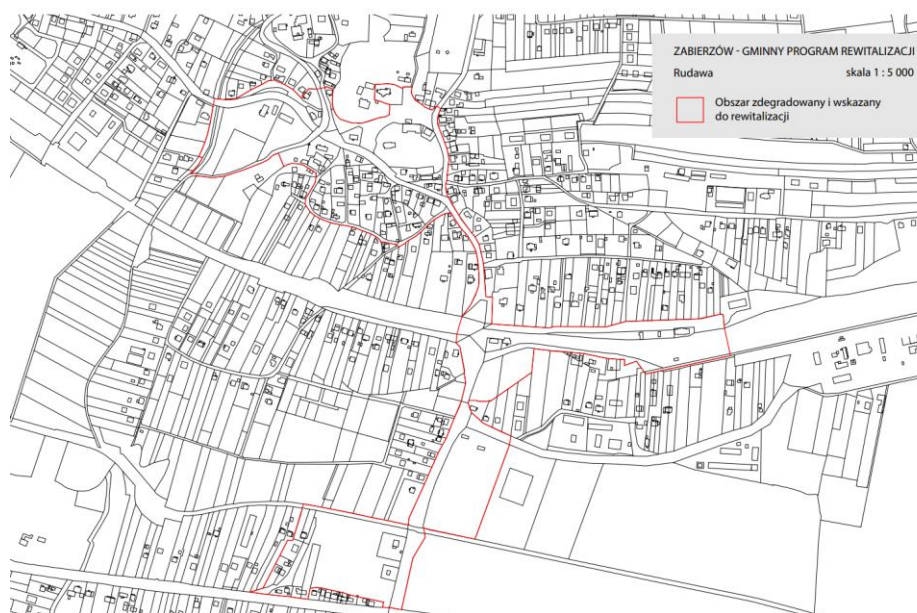 ZABIERZÓW - GMINNY PROGRAM REWITALIZACJI
Rudawa skala 1 : 5 000
Obszar zdegradowany i wskazany
do rewitalizacji